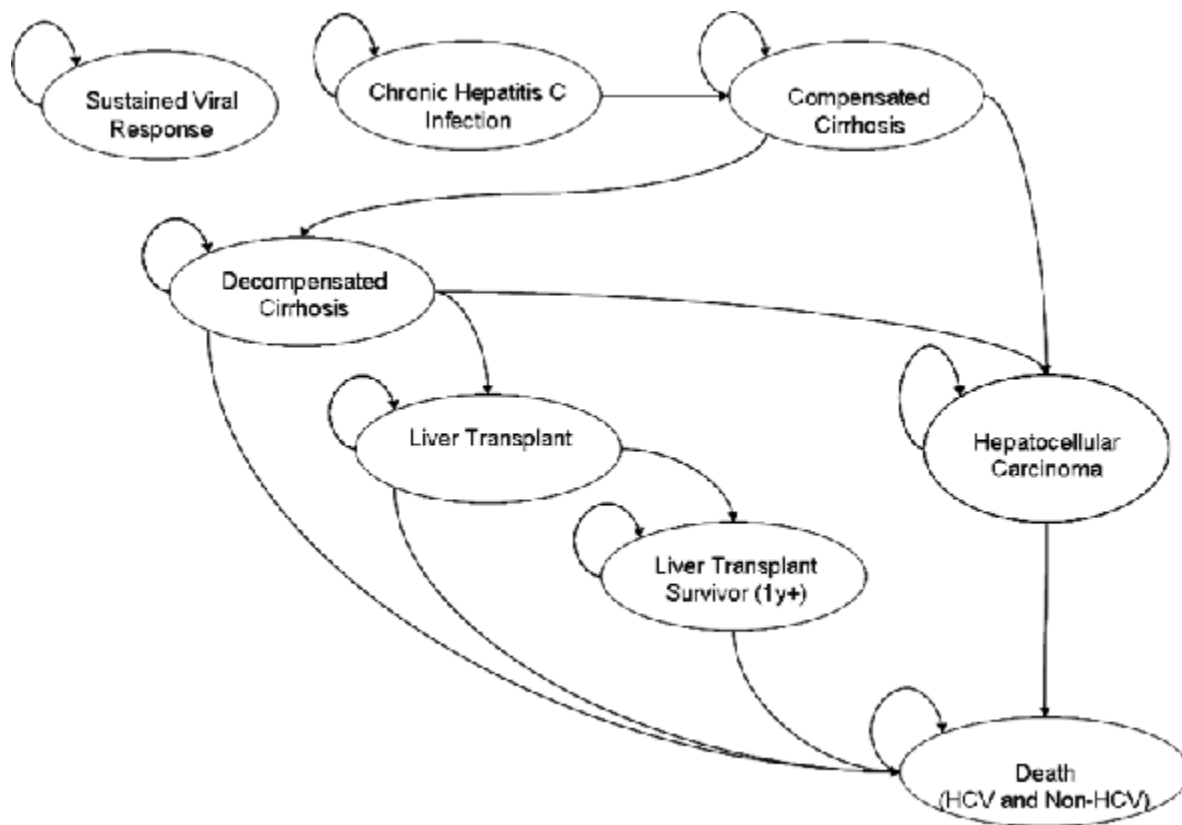 Sustained Viral
Response
Chronic Hepatitis C
Infection
Compensated
Cirrhosis
Decompensated
Cirrhosis
Liver Transplant
Hepatocellular
Carcinoma
Liver Transplant
Survivor (1y+)
Death
(HCV and Non-HCV)